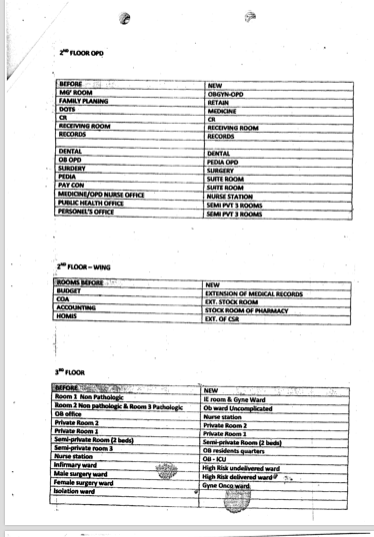 2ND FLOOR OPD
BEFORE NEW
MG' ROOM OBGYN-OPD
FAMILY PLANING RETAIN
DOTS MEDICINE
CR CR
RECEIVING ROOM RECEIVING ROOM
RECORDS RECORDS
DENTAL DENTAL
OB OPD PEDIA OPD
SURDERY SURGERY
PEDIA SUITE ROOM
PAY CON SUITE ROOM
MEDICINE/OPD NURSE OFFICE NURSE STATION
PUBLIC HEALTH OFFICE SEMI PVT 3 ROOMS
PERSONEL'S OFFICE SEMI PVT 3 ROOMS
2ND FLOOR – WING
ROOMS BEFORE NEW
BUDGET EXTENSION OF MEDICAL RECORDS
COA EXT. STOCK ROOM
ACCOUNTING STOCK ROOM OF PHARMACY
HOMIS EXT. OF CSR
3RD FLOOR
BEFORE NEW
Room 1 Non Pathologic IE room & Gyne Ward
Room 2 Non pathologic & Room 3 Pathologic Ob ward Uncomplicated
OB office Nurse station
Private Room 2 Private Room 2
Private Room 1 Private Room 1
Semi-private Room (2 beds) Semi-private Room (2 beds)
Semi-private room 3 OB residents quarters
Nurse station OB - ICU
Infirmary ward High Risk undelivered ward
Male surgery ward High Risk delivered ward
Female surgery ward Gyne Onco ward
Isolation ward